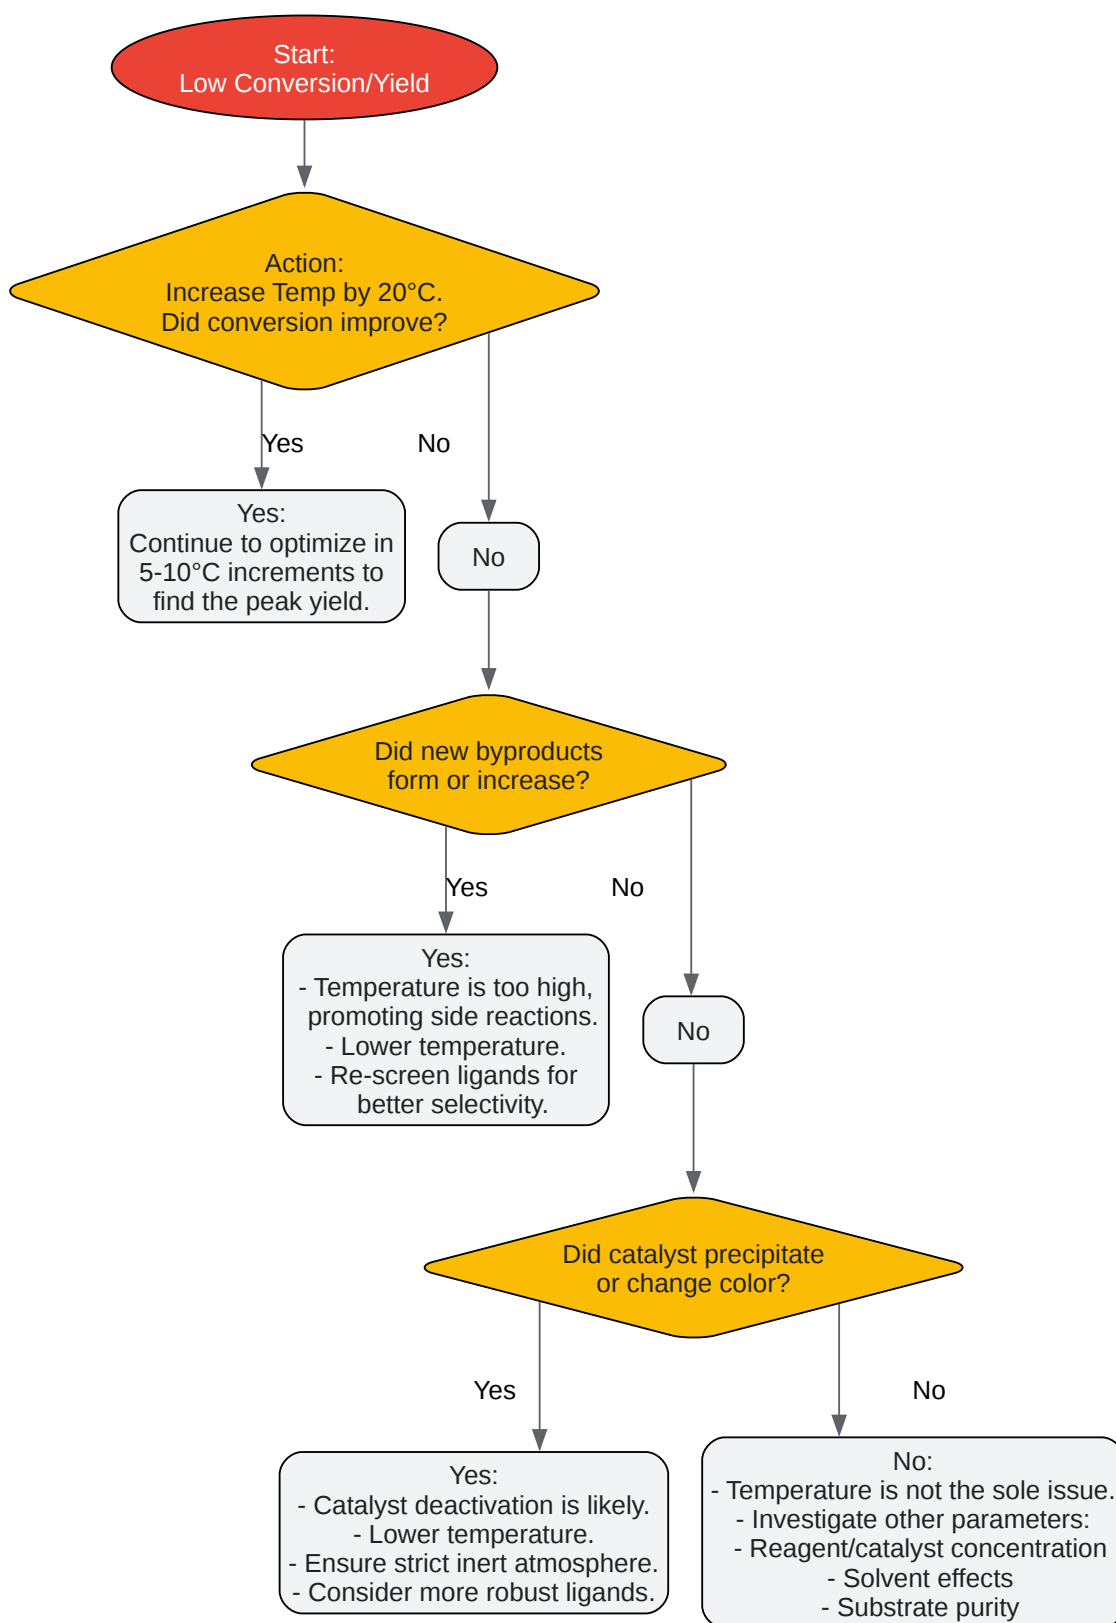 Start:
Low Conversion/Yield
Action:
Increase Temp by 20°C.
Did conversion improve?
Yes
No
Yes:
Continue to optimize in
5-10°C increments to
find the peak yield.
No
Did new byproducts
form or increase?
Yes
No
Yes:
- Temperature is too high,
promoting side reactions.
- Lower temperature.
- Re-screen ligands for
better selectivity.
No
Did catalyst precipitate
or change color?
Yes
No
Yes:
- Catalyst deactivation is likely.
- Lower temperature.
- Ensure strict inert atmosphere.
- Consider more robust ligands.
No:
- Temperature is not the sole issue.
- Investigate other parameters:
- Reagent/catalyst concentration
- Solvent effects
- Substrate purity